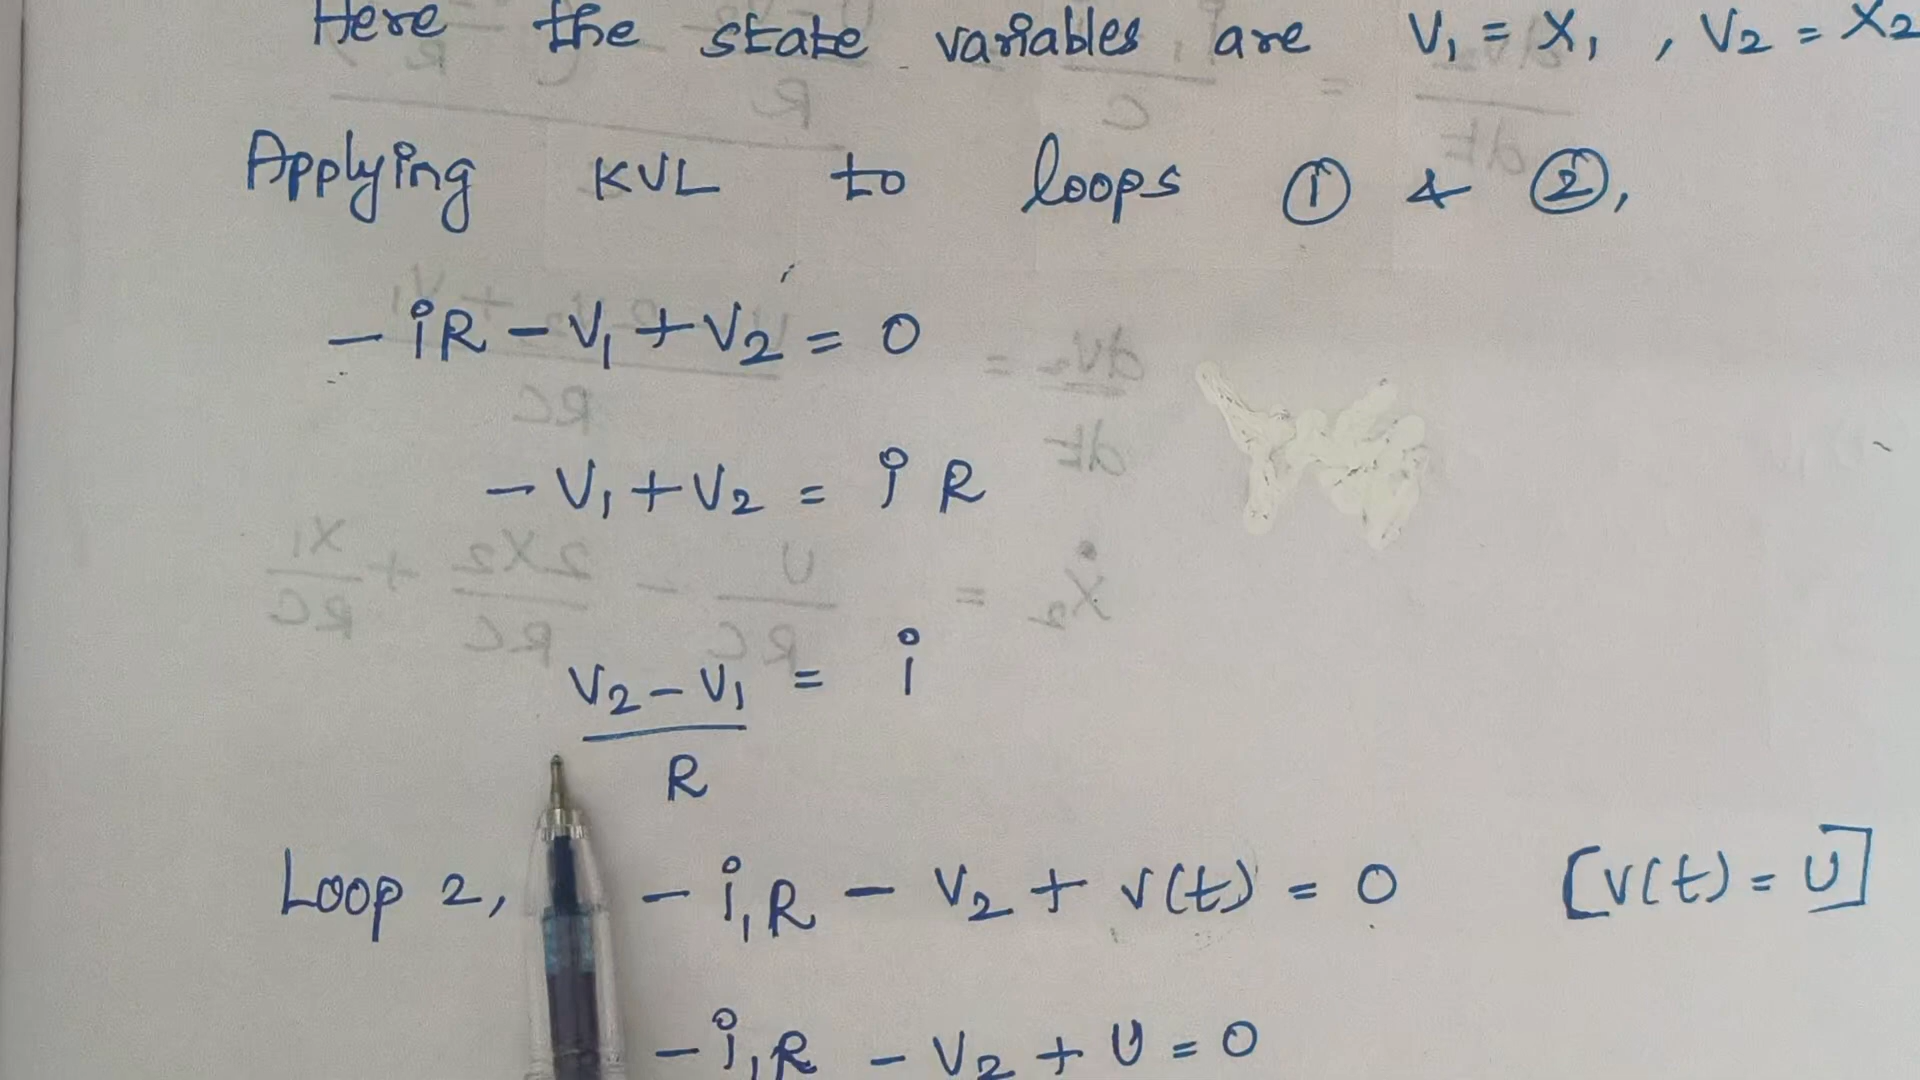 Here the state variables are V₁ = X₁ , V₂ = X₂
Applying KVL to loops ① & ②,
- iR - V₁ + V₂ = 0
- V₁ + V₂ = i R
V₂ - V₁ / R = i
Loop 2, - i₁R - V₂ + V(t) = 0 [V(t) = U]
- i₁R - V₂ + U = 0